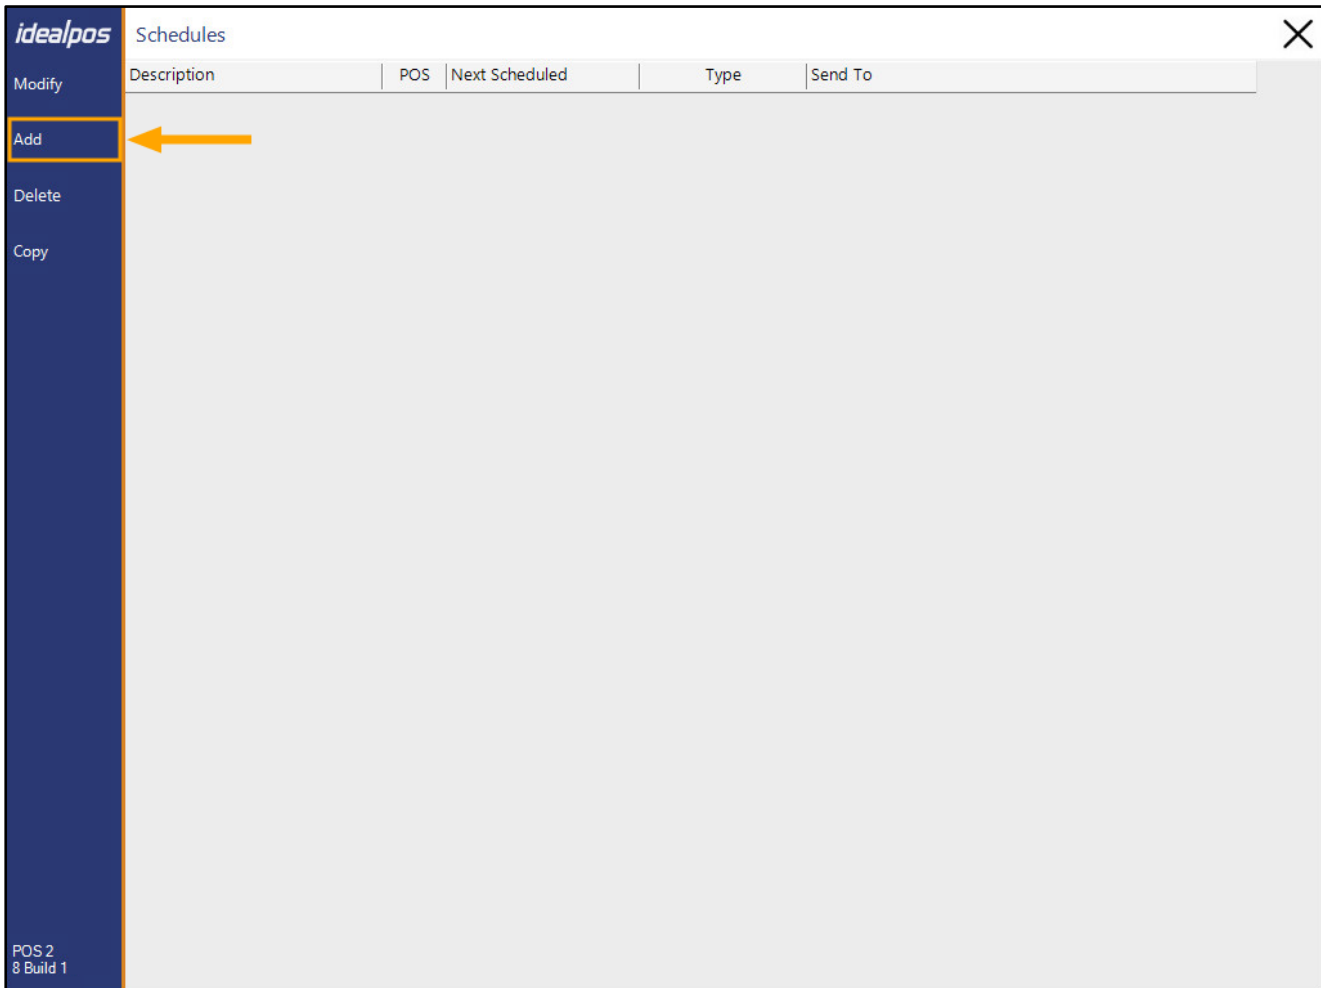 idealpos
Schedules
Modify
Description POS Next Scheduled Type Send To
Add
Delete
Copy
POS 2
8 Build 1